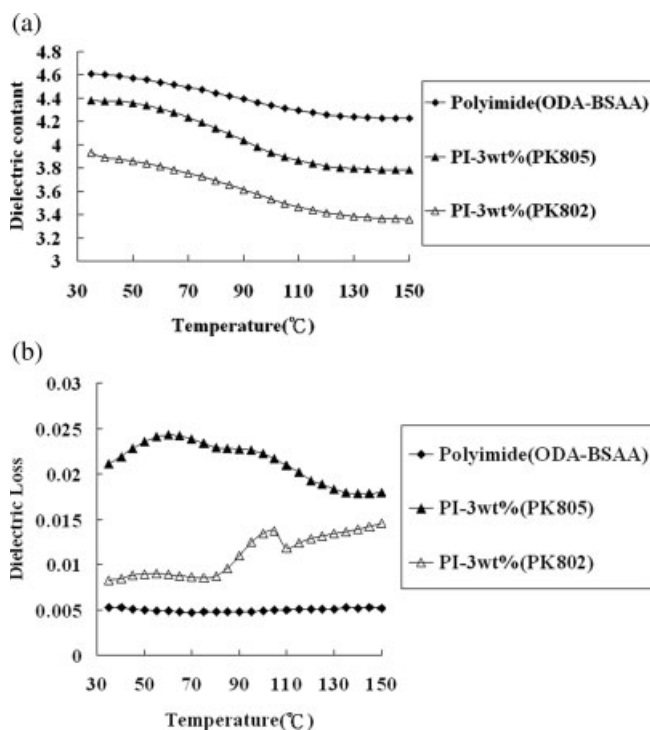 (a)
Dielectric contant
4.8
4.6
4.4
4.2
4
3.8
3.6
3.4
3.2
3
30 50 70 90 110 130 150
Temperature(℃)
Polyimide(ODA-BSAA)
PI-3wt%(PK805)
PI-3wt%(PK802)
(b)
Dielectric Loss
0.03
0.025
0.02
0.015
0.01
0.005
0
30 50 70 90 110 130 150
Temperature(℃)
Polyimide(ODA-BSAA)
PI-3wt%(PK805)
PI-3wt%(PK802)